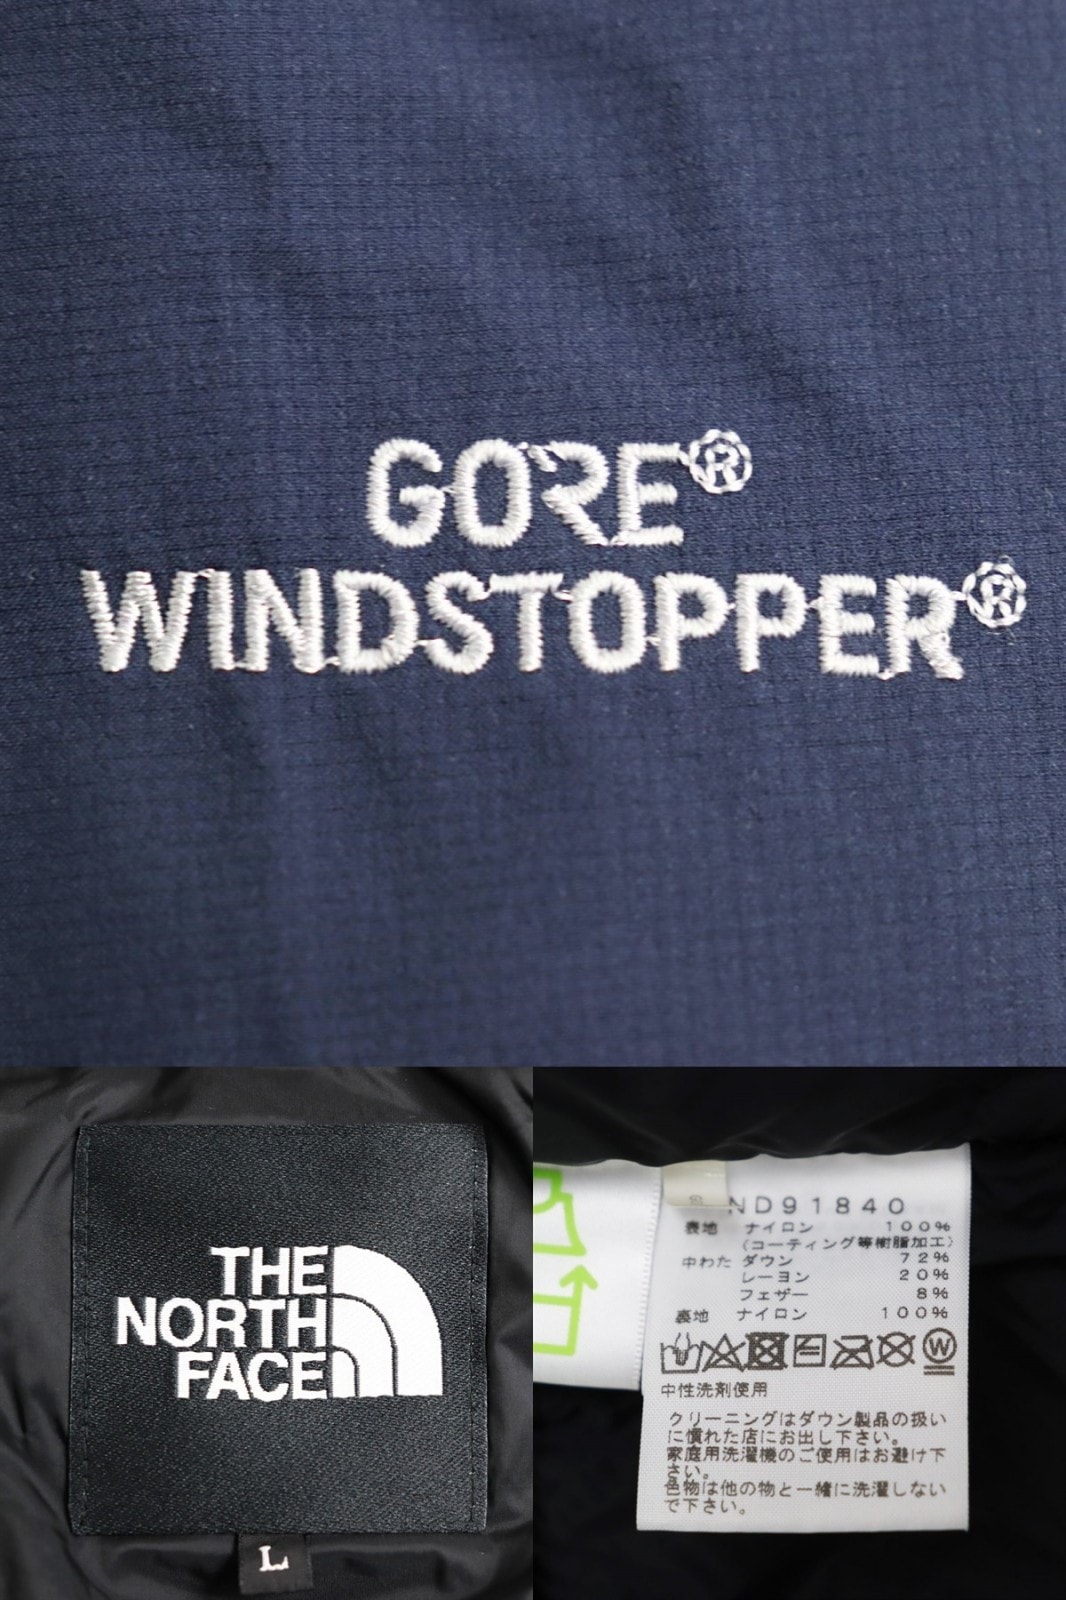 GORE®
WINDSTOPPER®
THE
NORTH
FACE
L
ND91840
表地 ナイロン 100%
(コーティング等樹脂加工)
中わた ダウン 72%
レーヨン 20%
フェザー 8%
裏地 ナイロン 100%
W
中性洗剤使用
クリーニングはダウン製品の扱い
に慣れた店にお出し下さい。
家庭用洗濯機のご使用はお避け下
さい。
色物は他の物と一緒に洗濯しない
で下さい。